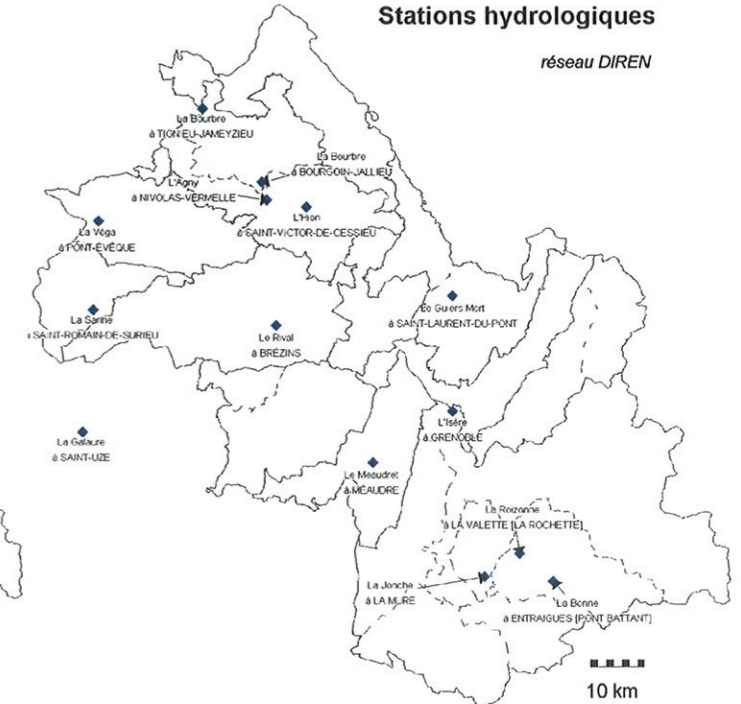 Stations hydrologiques
réseau DIREN
La Bourbre
à TIGNIEU-JAMEYZIEU
La Bourbre
à BOURGOIN-JALLIEU
L'Agny
à NIVOLAS-VERMELLE
L'Hien
à SAINT-VICTOR-DE-CESSIEU
La Véga
à PONT-ÉVÊQUE
La Sanne
à SAINT-ROMAIN-DE-SURIEU
Le Guiers Mort
à SAINT-LAURENT-DU-PONT
Le Rival
à BRÉZINS
L'Isère
à GRENOBLE
La Galaure
à SAINT-UZE
Le Méaudret
à MÉAUDRE
La Roizonne
à LA VALETTE [LA ROCHETTE]
La Jonche
à LA MURE
La Bonne
à ENTRAIGUES [PONT BATTANT]
10 km